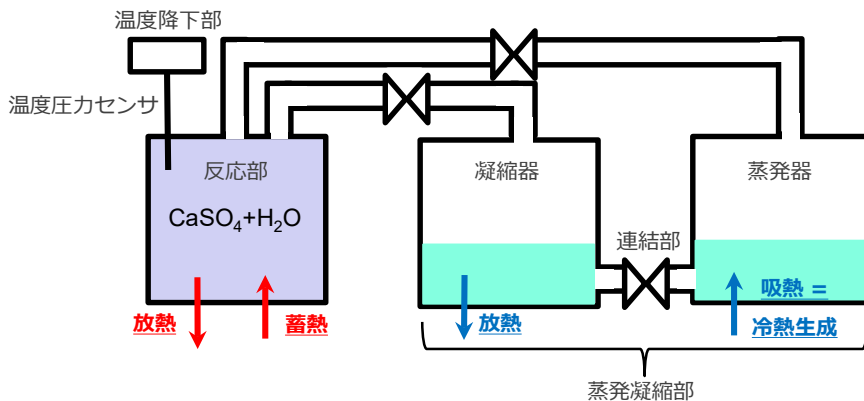 温度降下部
温度圧力センサ
反応部
CaSO₄+H₂O
凝縮器
蒸発器
連結部
放熱
蓄熱
放熱
吸熱 =
冷熱生成
蒸発凝縮部